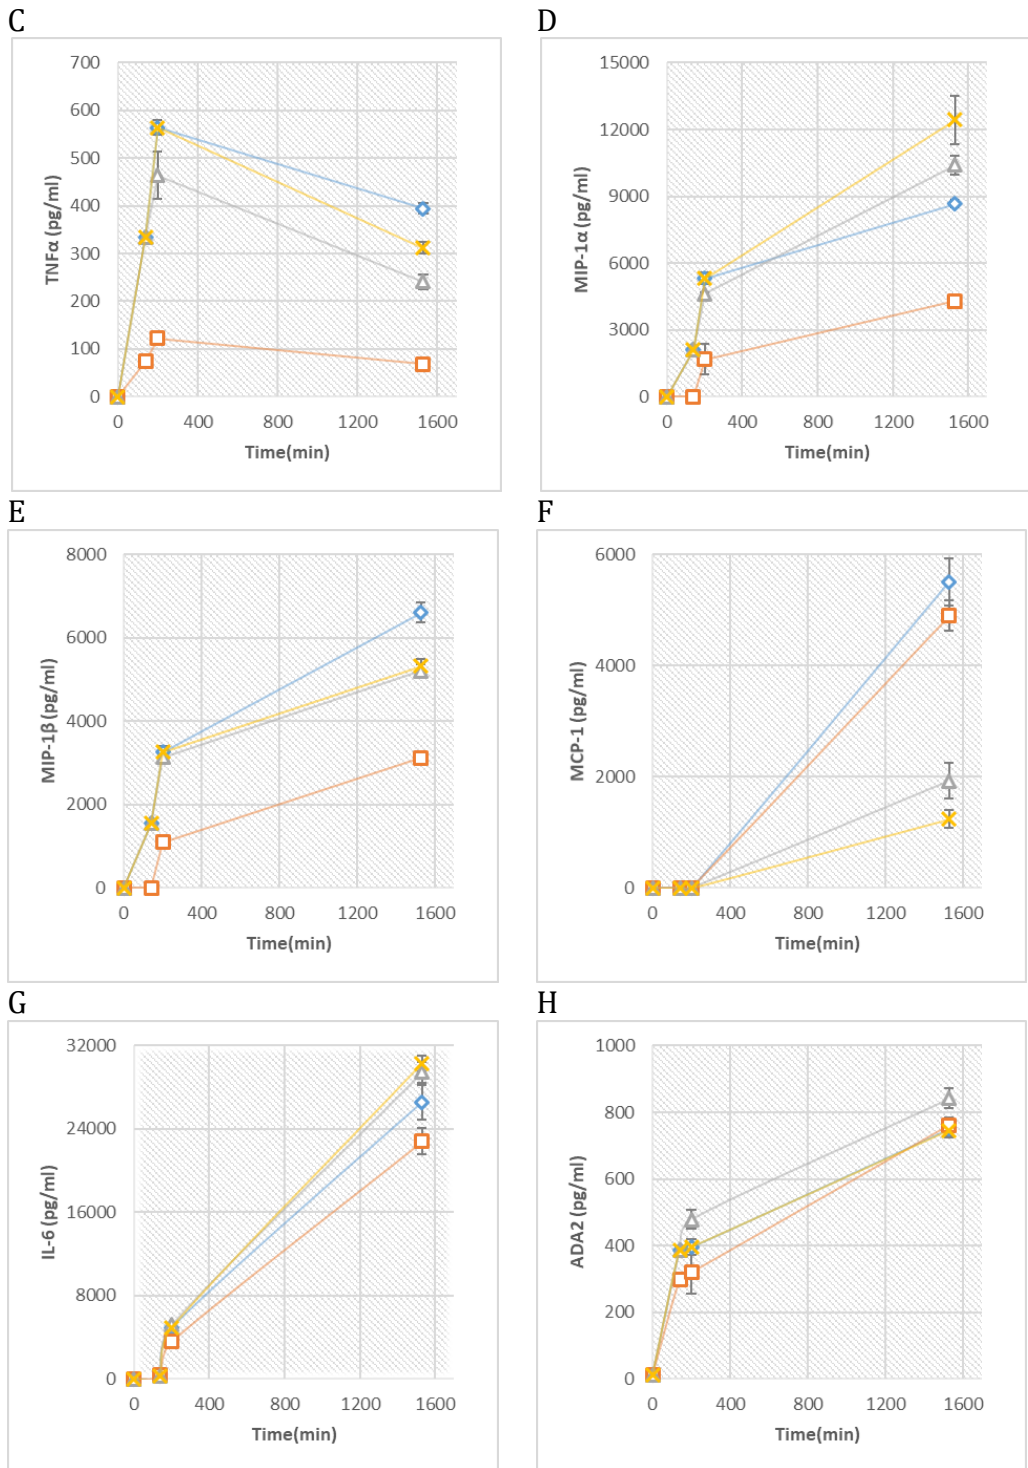 C
700
600
500
400
300
200
100
0
TNFα (pg/ml)
0 400 800 1200 1600
Time(min)
D
15000
12000
9000
6000
3000
0
MIP-1α (pg/ml)
0 400 800 1200 1600
Time(min)
E
8000
6000
4000
2000
0
MIP-1β (pg/ml)
0 400 800 1200 1600
Time(min)
F
6000
4000
2000
0
MCP-1 (pg/ml)
0 400 800 1200 1600
Time(min)
G
32000
24000
16000
8000
0
IL-6 (pg/ml)
0 400 800 1200 1600
Time(min)
H
1000
800
600
400
200
0
ADA2 (pg/ml)
0 400 800 1200 1600
Time(min)